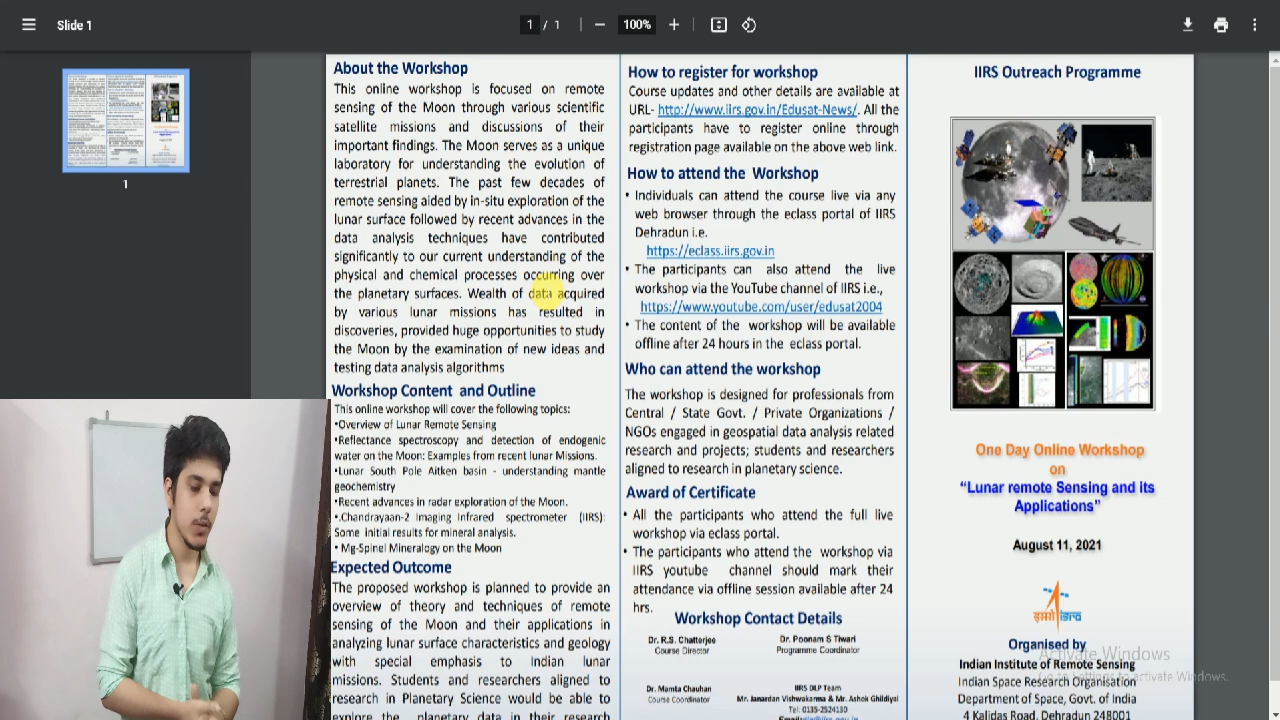 Slide 1
1 / 1
100%
1
About the Workshop
This online workshop is focused on remote
sensing of the Moon through various scientific
satellite missions and discussion of their
important findings. The Moon serves as unique
laboratory for understanding the evolution of
terrestrial planets. The past few decades of
remote sensing aided by in-situ exploration of the
lunar surface followed by recent advances in the
data analysis techniques have contributed
significantly to our current understanding of the
physical and chemical processes occurring over
the planetary surfaces. Wealth of data acquired
by recent lunar missions has resulted in
discoveries, provided huge opportunities to study
the Moon by the examination of new ideas and
testing data analysis algorithms
Workshop Content and Outline
This online workshop will cover the following topics:
•Overview of Lunar Remote Sensing
•Reflectance spectroscopy and detection of endogenic
water on the Moon: Examples from recent lunar Missions.
•Lunar South Pole Aitken basin - understanding mantle
geochemistry
•Recent advances in radar exploration of the Moon.
•.Chandrayaan-2 Imaging Infrared spectrometer (IIRS):
Some initial results for mineral analysis.
• Mg-Spinel Mineralogy on the Moon
Expected Outcome
The proposed workshop is planned to provide an
overview of theory and techniques of remote
sensing of the Moon and their applications in
analyzing lunar surface characteristics and geology
with special emphasis to Indian lunar
missions. Students and researchers aligned to
research in Planetary Science would be able to
explore the planetary data in their research
How to register for workshop
Course updates and other details are available at
URL- http://www.iirs.gov.in/Edusat-News/. All the
participants have to register online through
registration page available on the above web link.
How to attend the Workshop
• Individuals can attend the course live via any
web browser through the eclass portal of IIRS
Dehradun i.e.
https://eclass.iirs.gov.in
• The participants can also attend the live
workshop via the YouTube channel of IIRS i.e.,
https://www.youtube.com/user/edusat2004
• The content of the workshop will be available
offline after 24 hours in the eclass portal.
Who can attend the workshop
The workshop is designed for professionals from
Central / State Govt. / Private Organizations /
NGOs engaged in geospatial data analysis related
research and projects; students and researchers
aligned to research in planetary science.
Award of Certificate
• All the participants who attend the full live
workshop via eclass portal.
• The participants who attend the workshop via
IIRS youtube channel should mark their
attendance via offline session available after 24
hrs.
Workshop Contact Details
Dr. R.S. Chatterjee
Course Director
Dr. Poonam S Tiwari
Programme Coordinator
Dr. Mamta Chauhan
Course Coordinator
IIRS DLP Team
Mr. Janardan Vishwakarma & Mr. Ashok Ghildiyal
Tel: 0135-2524130
IIRS Outreach Programme
One Day Online Workshop
on
“Lunar remote Sensing and its
Applications”
August 11, 2021
इसरो isro
Organised by
Indian Institute of Remote Sensing
Indian Space Research Organisation
Department of Space, Govt. of India
4 Kalidas Road, Dehradun 248001
Activate Windows
Go to Settings to activate Windows.